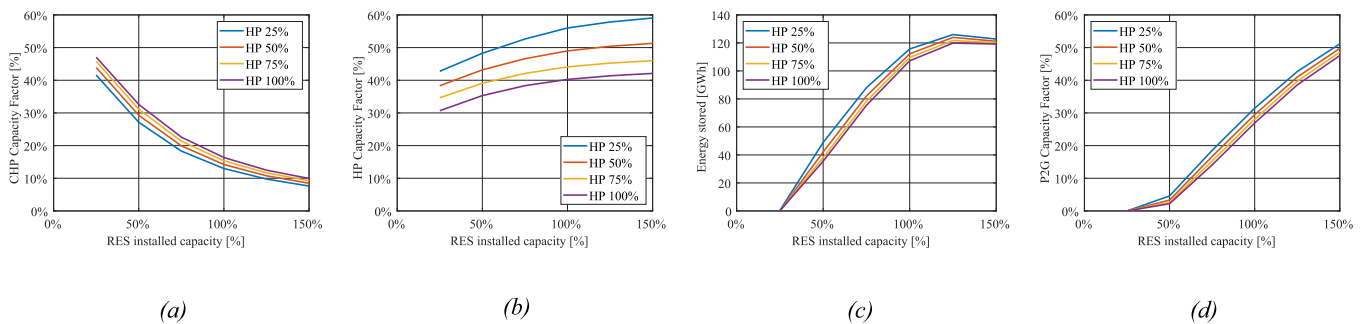 CHP Capacity Factor [%]
60%
50%
40%
30%
20%
10%
0%
HP 25%
HP 50%
HP 75%
HP 100%
0%
50%
100%
150%
RES installed capacity [%]
(a)
HP Capacity Factor [%]
60%
50%
40%
30%
20%
10%
0%
HP 25%
HP 50%
HP 75%
HP 100%
0%
50%
100%
150%
RES installed capacity [%]
(b)
Energy stored [GWh]
140
120
100
80
60
40
20
0
HP 25%
HP 50%
HP 75%
HP 100%
0%
50%
100%
150%
RES installed capacity [%]
(c)
P2G Capacity Factor [%]
60%
50%
40%
30%
20%
10%
0%
HP 25%
HP 50%
HP 75%
HP 100%
0%
50%
100%
150%
RES installed capacity [%]
(d)